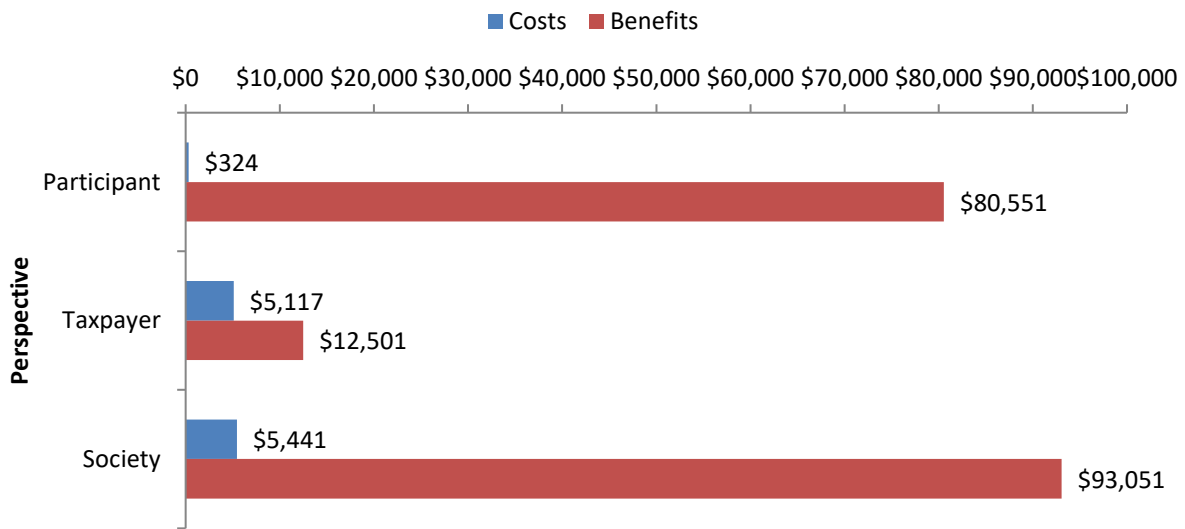 Costs Benefits
$0 $10,000 $20,000 $30,000 $40,000 $50,000 $60,000 $70,000 $80,000 $90,000 $100,000
Perspective
Participant
$324
$80,551
Taxpayer
$5,117
$12,501
Society
$5,441
$93,051